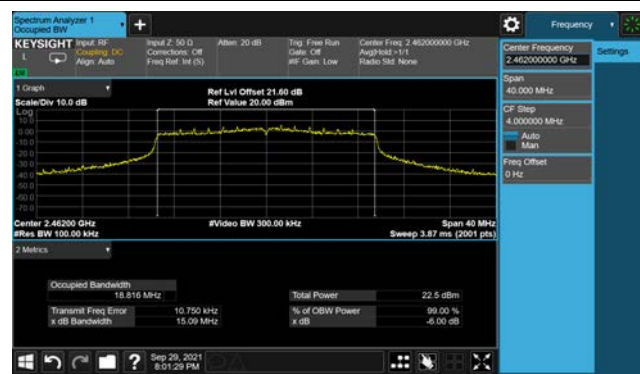 Spectrum Analyzer 1
Occupied BW
Frequency
KEYSIGHT Input: RF
Coupling: DC
Align: Auto
Input Z: 50 Ω
Corrections: Off
Freq Ref: Int (S)
Atten: 20 dB
Trig: Free Run
Gate: Off
#IF Gain: Low
Center Freq: 2.462000000 GHz
Avg|Hold:>1/1
Radio Std: None
L
1 Graph
Scale/Div 10.0 dB
Ref Lvl Offset 21.60 dB
Ref Value 20.00 dBm
Log
10.0
0.00
-10.0
-20.0
-30.0
-40.0
-50.0
-60.0
-70.0
Center 2.46200 GHz
#Res BW 100.00 kHz
#Video BW 300.00 kHz
Span 40 MHz
Sweep 3.87 ms (2001 pts)
2 Metrics
Occupied Bandwidth
18.816 MHz
Total Power 22.5 dBm
Transmit Freq Error 10.750 kHz
% of OBW Power 99.00 %
x dB Bandwidth 15.09 MHz
x dB -6.00 dB
Sep 29, 2021
8:01:29 PM
Center Frequency
2.462000000 GHz
Settings
Span
40.000 MHz
CF Step
4.000000 MHz
Auto
Man
Freq Offset
0 Hz